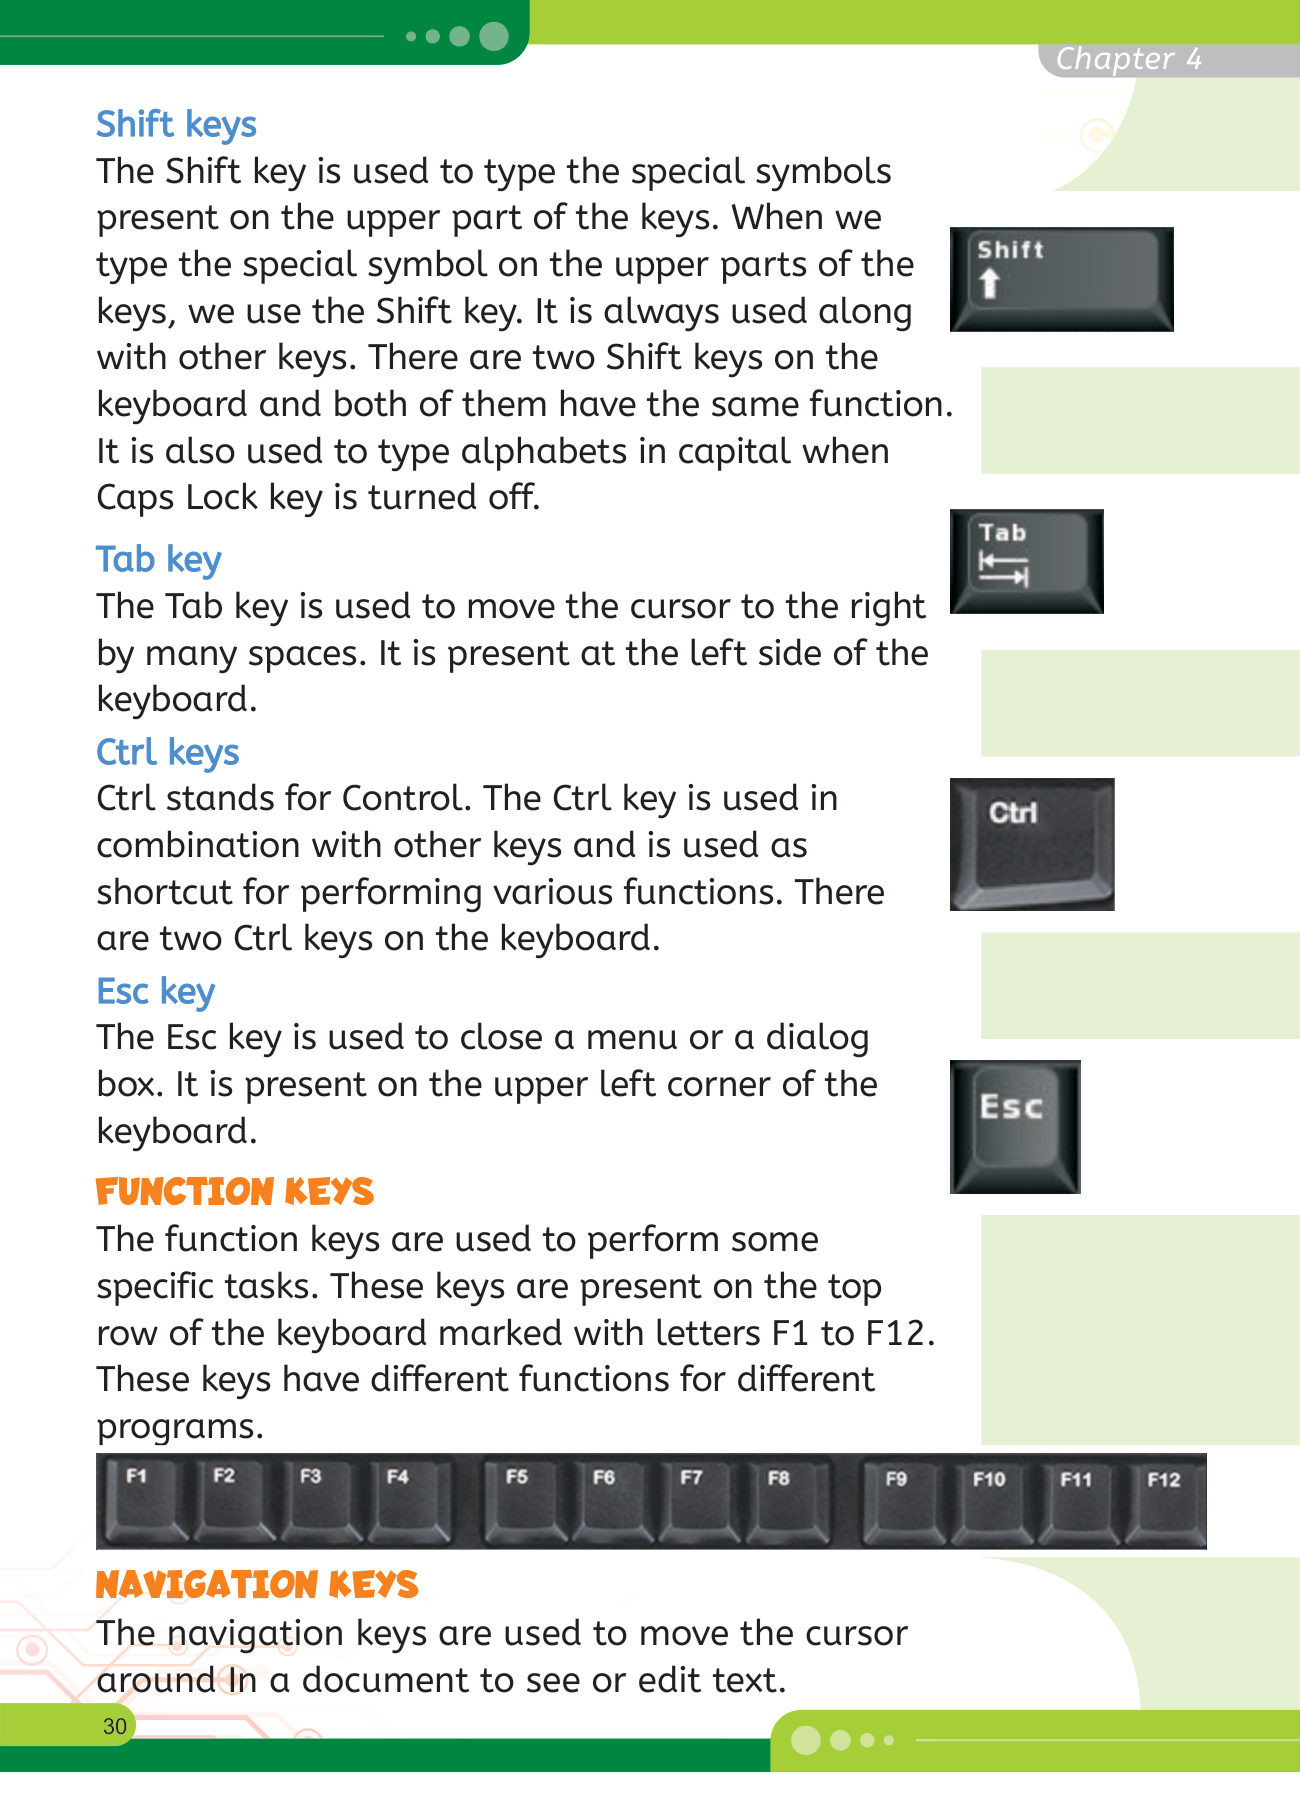 Chapter 4
Shift keys
The Shift key is used to type the special symbols
present on the upper part of the keys. When we
type the special symbol on the upper parts of the
keys, we use the Shift key. It is always used along
with other keys. There are two Shift keys on the
keyboard and both of them have the same function.
It is also used to type alphabets in capital when
Caps Lock key is turned off.
Shift
Tab key
The Tab key is used to move the cursor to the right
by many spaces. It is present at the left side of the
keyboard.
Tab
Ctrl keys
Ctrl stands for Control. The Ctrl key is used in
combination with other keys and is used as
shortcut for performing various functions. There
are two Ctrl keys on the keyboard.
Ctrl
Esc key
The Esc key is used to close a menu or a dialog
box. It is present on the upper left corner of the
keyboard.
Esc
FUNCTION KEYS
The function keys are used to perform some
specific tasks. These keys are present on the top
row of the keyboard marked with letters F1 to F12.
These keys have different functions for different
programs.
F1 F2 F3 F4 F5 F6 F7 F8 F9 F10 F11 F12
NAVIGATION KEYS
The navigation keys are used to move the cursor
around In a document to see or edit text.
30